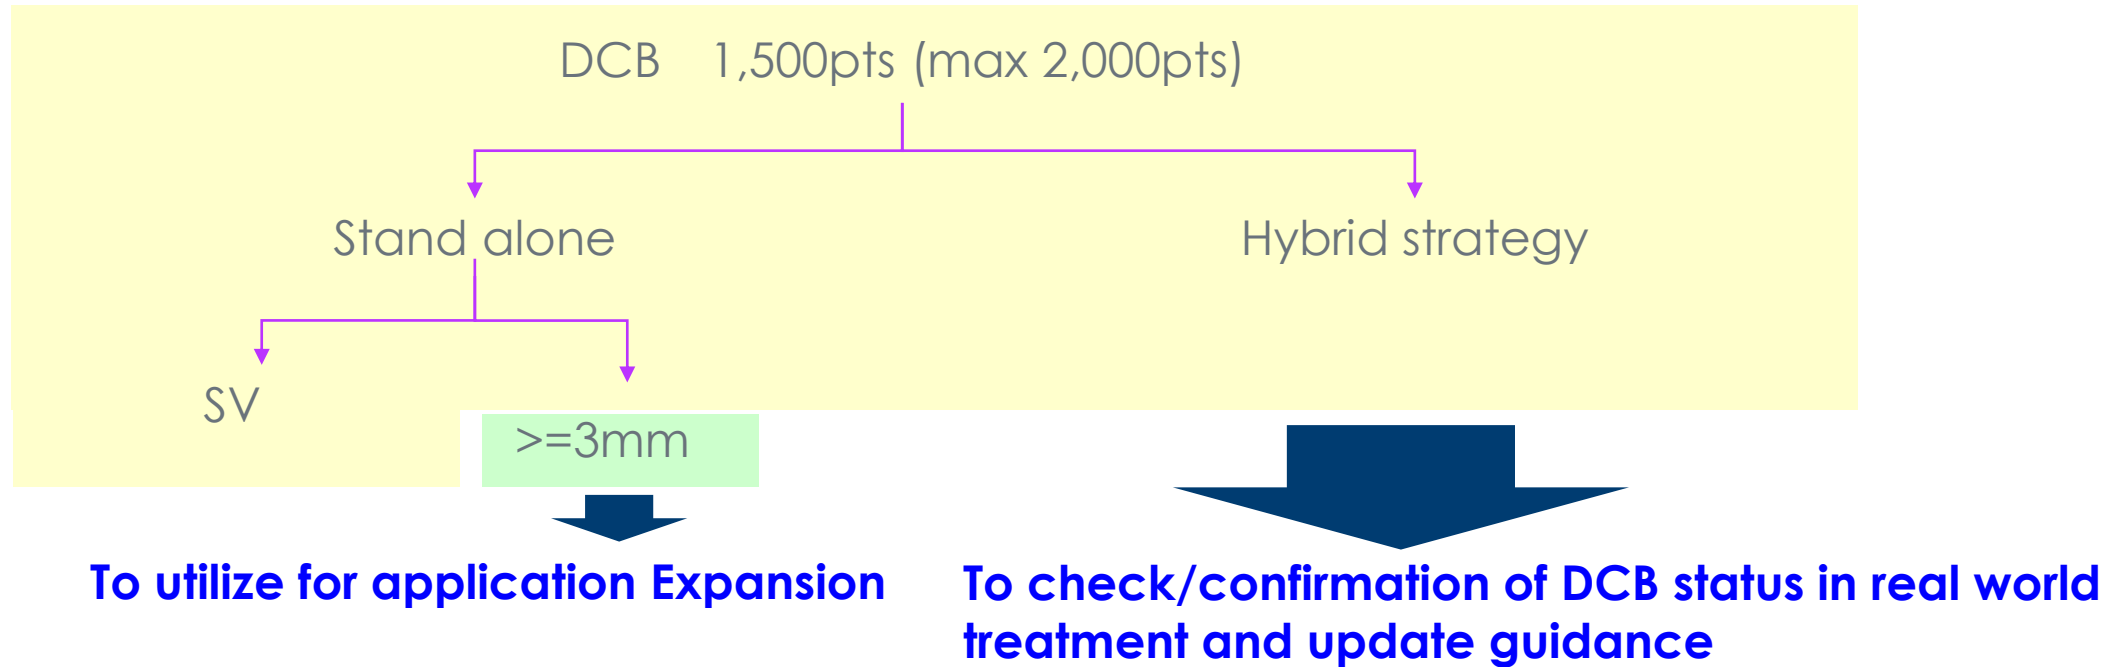 DCB 1,500pts (max 2,000pts)
Stand alone
Hybrid strategy
SV
>=3mm
To utilize for application Expansion
To check/confirmation of DCB status in real world
treatment and update guidance